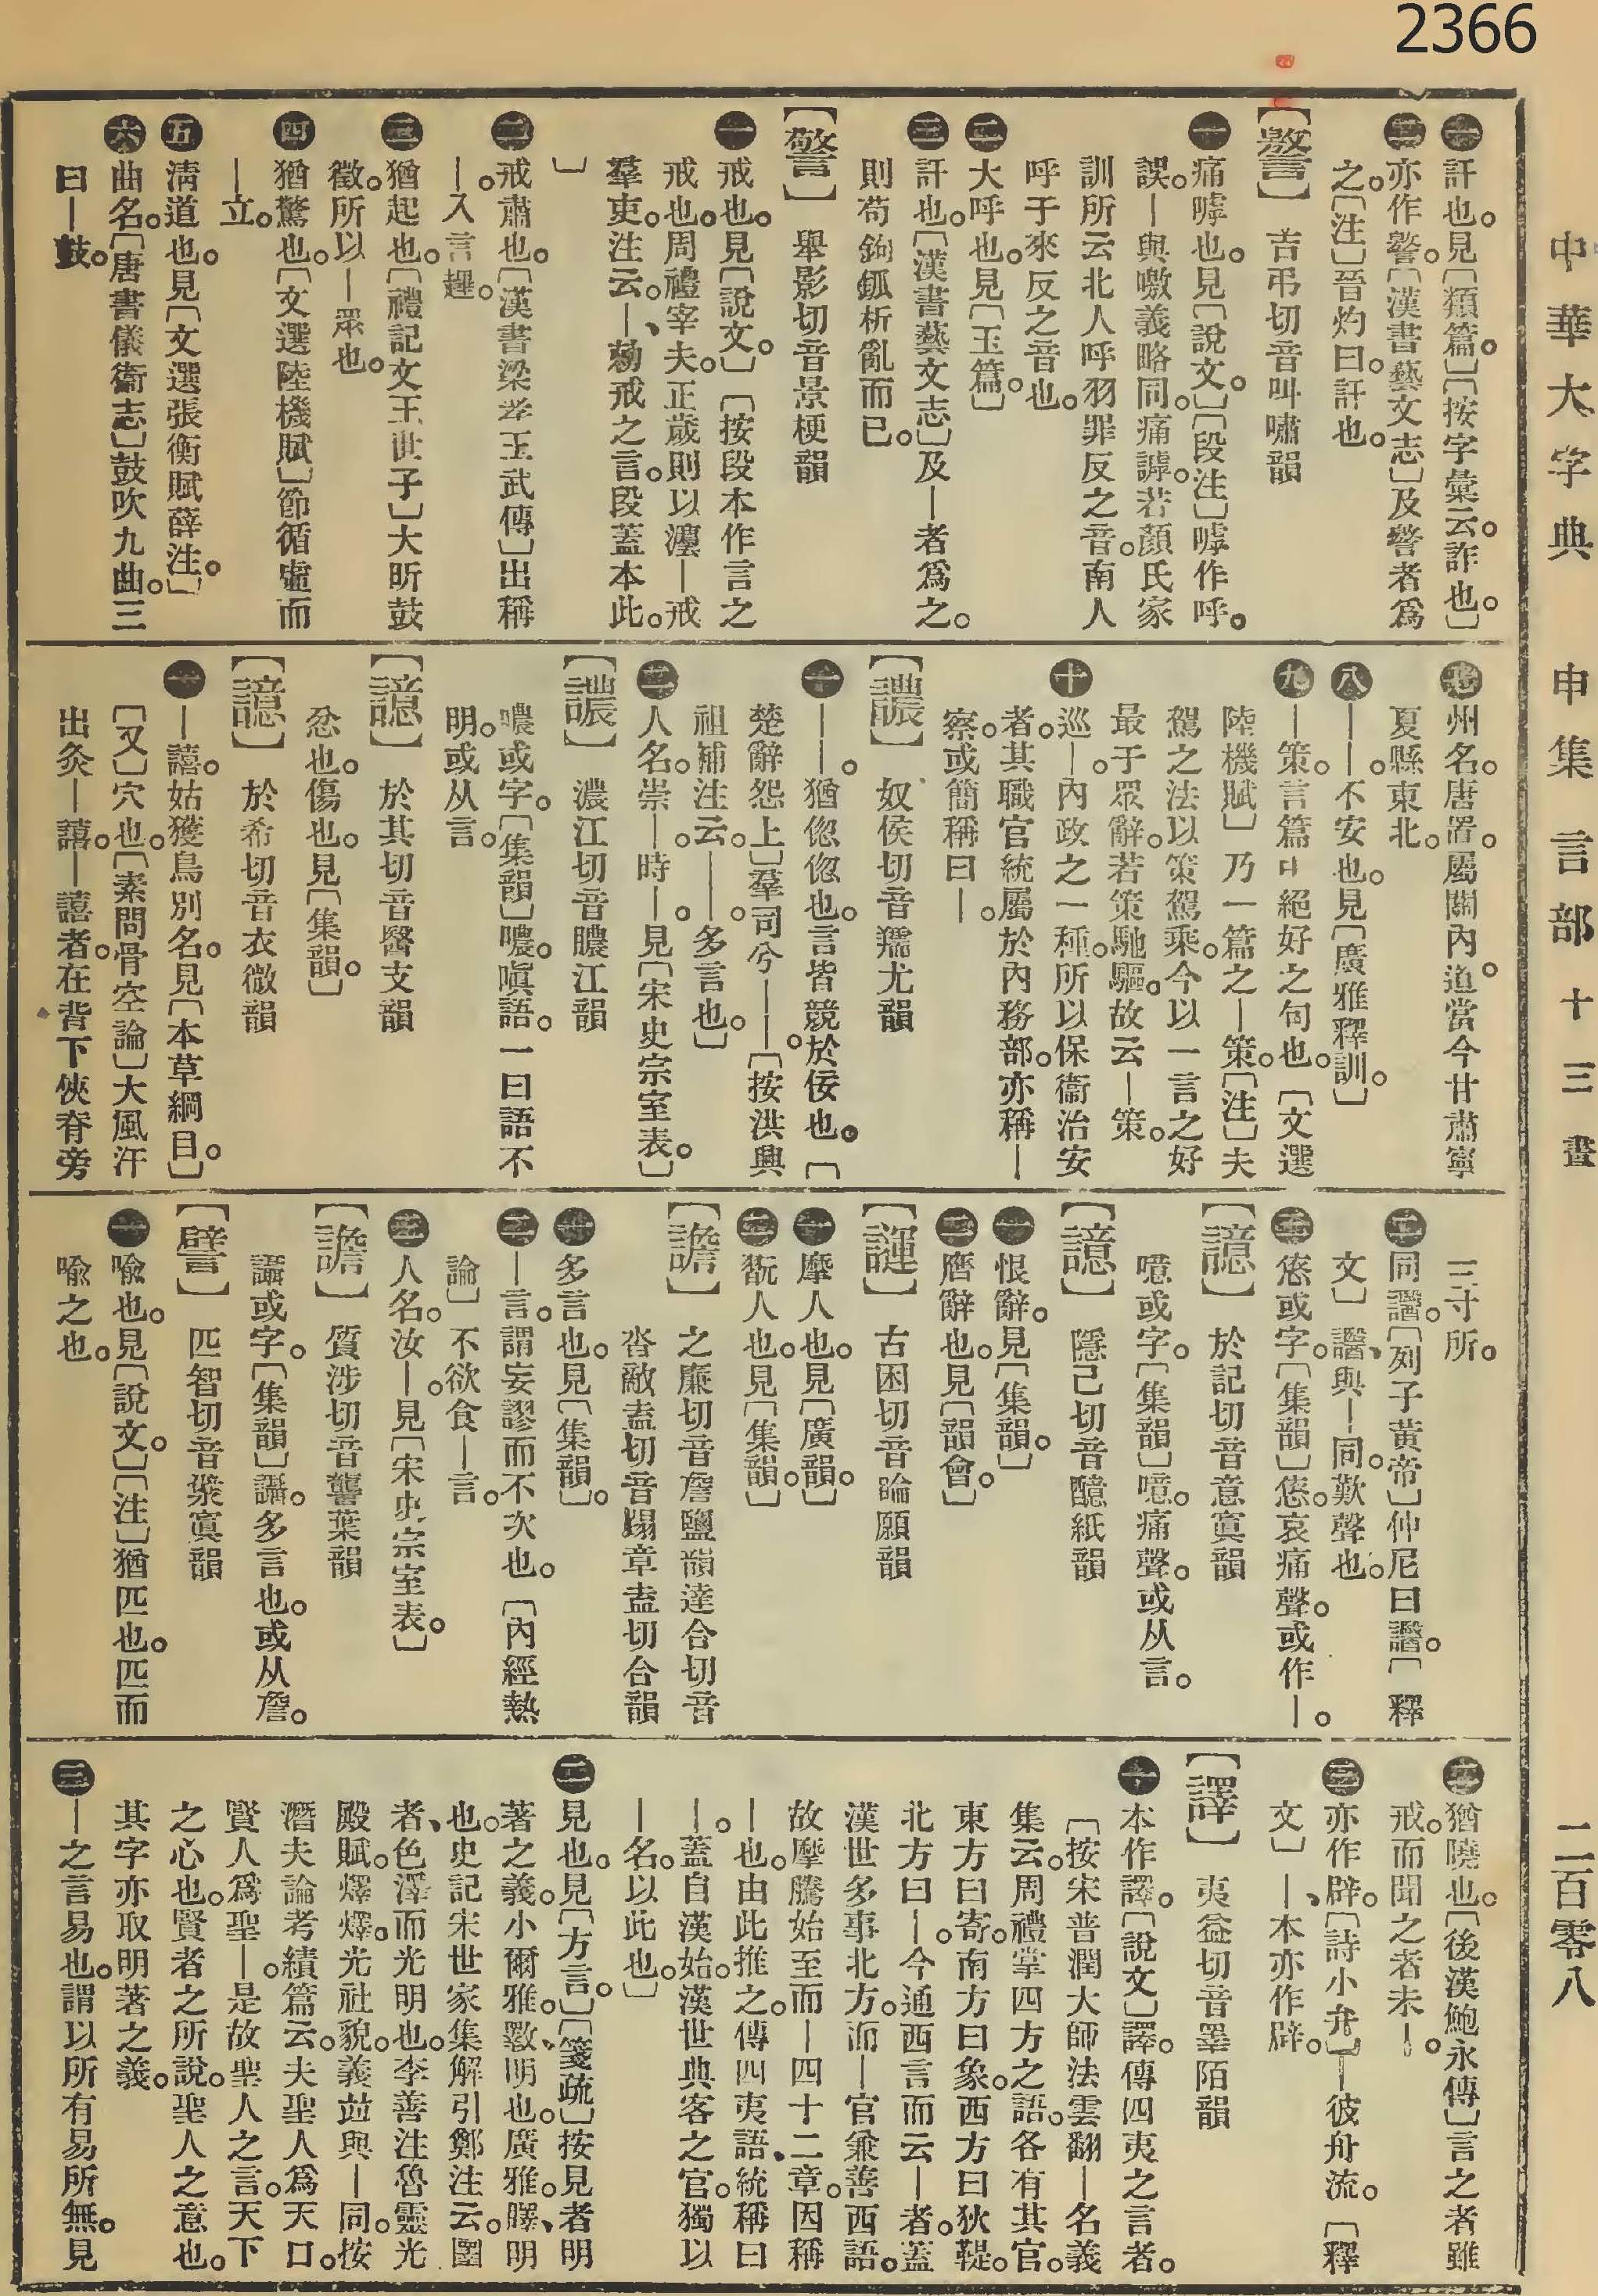 2366
中華大字典 申集 言部 十三畫 二百零八
㊀訐也。見〔類篇。〕〔按字彙云。詐也。〕
㊁亦作䜪。〔漢書藝文志〕及䜪者爲
之。〔注〕晉灼曰。訐也。
吉弔切音叫嘯韻
㊀痛嘑也。見〔說文。〕〔段注〕嘑作呼。
誤。｜與噭義略同。痛謼。若顏氏家
訓所云北人呼羽罪反之音。南人
呼于來反之音也。
㊁大呼也。見〔玉篇。〕
㊂訐也。〔漢書藝文志〕及｜者爲之。
則苟鉤鈲析亂而已。
〔警〕 舉影切音景梗韻
㊀戒也。見〔說文。〕〔按段本作言之
戒也。周禮宰夫。正歲則以灋｜戒
羣吏。注云。｜、勑戒之言。段蓋本此。
〕
㊁戒肅也。〔漢書梁孝王武傳〕出稱
｜。入言趩。
㊂猶起也。〔禮記文王世子〕大昕鼓
徵。所以｜眾也。
㊃猶驚也。〔文選陸機賦〕節循虛而
｜立。
㊄淸道也。見〔文選張衡賦薛注。〕
㊅曲名。〔唐書儀衞志〕鼓吹九曲。三
曰｜鼓。
㊆州名。唐置。屬關內道。當今甘肅寧
夏縣東北。
㊇｜｜。不安也。見〔廣雅釋訓。〕
㊈｜策。言篇中絕好之句也。〔文選
陸機賦〕乃一篇之｜策。〔注〕夫
駕之法以策駕乘。今以一言之好
最于眾辭。若策馳驅。故云｜策。
㊉巡｜。內政之一種。所以保衞治安
者。其職官統屬於內務部。亦稱｜
察。或簡稱曰｜。
〔譨〕 奴侯切音獳尤韻
㊀｜｜。猶偬偬也。言皆競於佞也。〔
楚辭怨上〕羣司兮｜｜。〔按洪興
祖補注云。｜｜。多言也。〕
㊁人名。崇｜。時｜。見〔宋史宗室表。〕
〔譨〕 濃江切音膿江韻
噥或字。〔集韻〕噥。嗔語。一曰語不
明。或从言。
〔譩〕 於其切音醫支韻
忿也。傷也。見〔集韻。〕
〔譩〕 於希切音衣微韻
㊀｜譆。姑獲鳥別名。見〔本草綱目。〕
〔又〕穴也。〔素問骨空論〕大風汗
出灸｜譆。｜譆者。在背下俠脊旁
三寸所。
㊁同譖。〔列子黃帝〕仲尼曰。〔釋
文〕與｜同。歎聲也。
㊂㥋或字。〔集韻〕㥋。哀痛聲。或作｜。
〔譩〕 於記切音意寘韻
噫或字。〔集韻〕噫。痛聲。或从言。
〔譩〕 隱己切音醷紙韻
㊀恨辭。見〔集韻。〕
㊁譍辭也。見〔韻會。〕
古困切音睔願韻
㊀摩人也。見〔廣韻。〕
㊁翫人也。見〔集韻。〕
〔譫〕 之廉切音詹鹽韻達合切音
沓敵盍切音蹋章盍切合韻
㊀多言也。見〔集韻〕。
㊁｜言。謂妄謬而不次也。〔內經熱
論〕不欲食｜言。
㊂人名。汝｜。見〔宋史宗室表。〕
〔譫〕 質涉切音讋葉韻
讘或字。〔集韻〕讘。多言也。或从詹。
〔譬〕 匹智切音㵨寘韻
㊀喩也。見〔說文。〕〔注〕猶匹也。匹而
喩之也。
㊁猶曉也。〔後漢鮑永傳〕言之者雖
戒。而聞之者未｜。
㊂亦作辟。〔詩小弁〕｜彼舟流。〔釋
文〕｜、本亦作辟。
〔譯〕 夷益切音睪陌韻
㊀本作譯。〔說文〕譯。傳四夷之言者。
〔按宋普潤大師法雲翻｜名義
集云。周禮掌四方之語。各有其官。
東方曰寄。南方曰象。西方曰狄鞮。
北方曰｜。今通西言而云｜者。蓋
漢世多事北方。而｜官兼善西語。
故摩騰始至而｜四十二章。因稱
｜也。由此推之。傳四夷語、統稱曰
｜。蓋自漢始。漢世典客之官。獨以
｜名。以此也。〕
㊁見也。見〔方言。〕〔箋疏〕按見者明
著之義。小爾雅。斁、明也。廣雅。曎、明
也。史記宋世家集解引鄭注云。圛
者、色澤而光明也。李善注魯靈光
殿賦。燡燡、光社貌。義竝與｜同。按
潛夫論考績篇云。夫聖人爲天口。
賢人爲聖｜。是故聖人之言。天下
之心也。賢者之所說。聖人之意也。
其字亦取明著之義。
㊂｜之言易也。謂以所有易所無。見